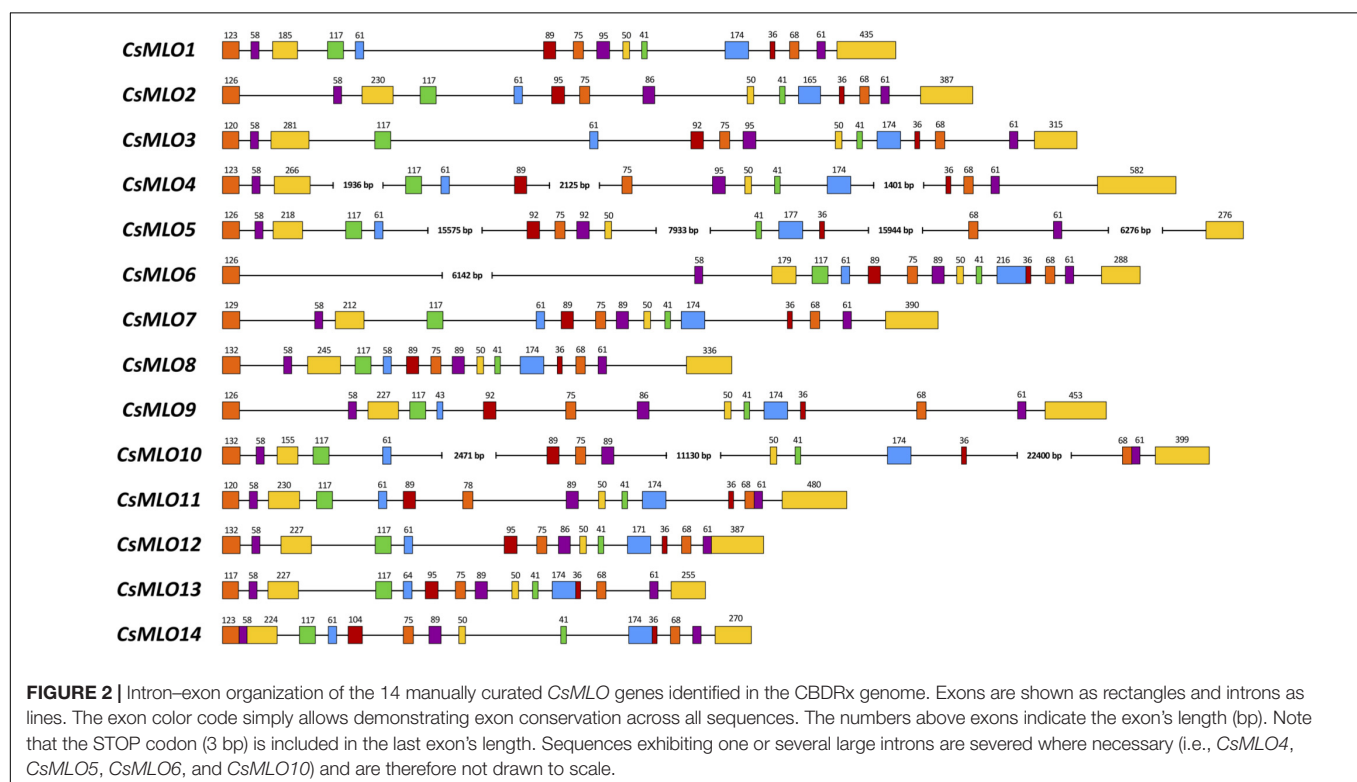 123 58 185 117 61 89 75 95 50 41 174 36 68 61 435
CsMLO1
126 58 230 117 61 95 75 86 50 41 165 36 68 61 387
CsMLO2
120 58 281 117 61 92 75 95 50 41 174 36 68 61 315
CsMLO3
123 58 266 117 61 89 75 95 50 41 174 36 68 61 582
CsMLO4 1936 bp 2125 bp 1401 bp
126 58 218 117 61 92 75 92 50 41 177 36 68 61 276
CsMLO5 15575 bp 7933 bp 15944 bp 6276 bp
126 58 179 117 61 89 75 89 50 41 216 36 68 61 288
CsMLO6 6142 bp
129 58 212 117 61 89 75 89 50 41 174 36 68 61 390
CsMLO7
132 58 245 117 58 89 75 89 50 41 174 36 68 61 336
CsMLO8
126 58 227 117 43 92 75 86 50 41 174 36 68 61 453
CsMLO9
132 58 155 117 61 89 75 89 50 41 174 36 68 61 399
CsMLO10 2471 bp 11130 bp 22400 bp
120 58 230 117 61 89 78 89 50 41 174 36 68 61 480
CsMLO11
132 58 227 117 61 95 75 86 50 41 171 36 68 61 387
CsMLO12
117 58 227 117 64 95 75 89 50 41 174 36 68 61 255
CsMLO13
123 58 224 117 61 104 75 89 50 41 174 36 68 270
CsMLO14
FIGURE 2 | Intron–exon organization of the 14 manually curated CsMLO genes identified in the CBDRx genome. Exons are shown as rectangles and introns as
lines. The exon color code simply allows demonstrating exon conservation across all sequences. The numbers above exons indicate the exon's length (bp). Note
that the STOP codon (3 bp) is included in the last exon's length. Sequences exhibiting one or several large introns are severed where necessary (i.e., CsMLO4,
CsMLO5, CsMLO6, and CsMLO10) and are therefore not drawn to scale.